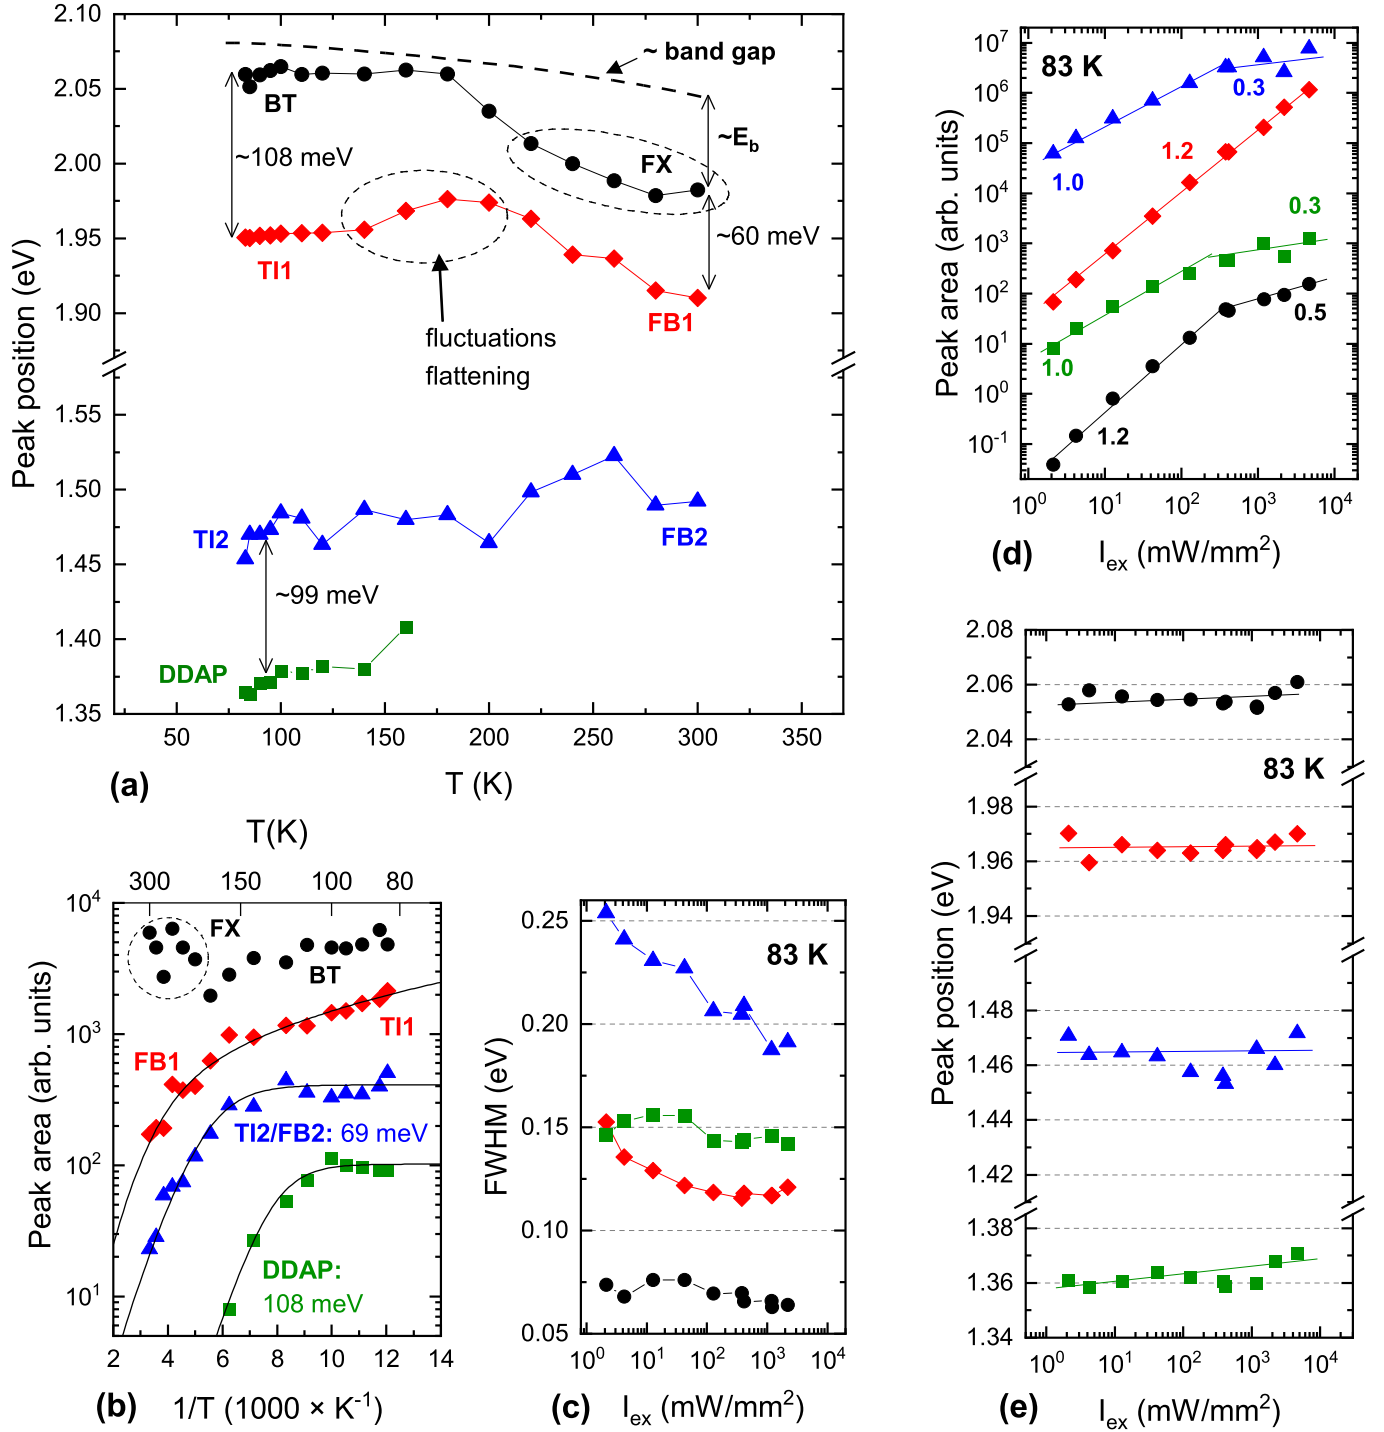 2.10
2.05
2.00
1.95
1.90
1.55
1.50
1.45
1.40
1.35
Peak position (eV)
~ band gap
BT
~108 meV
FX
~E_b
~60 meV
TI1
FB1
fluctuations
flattening
TI2
FB2
~99 meV
DDAP
50 100 150 200 250 300 350
(a)
T (K)
T(K)
300 150 100 80
10^4
10^3
10^2
10^1
Peak area (arb. units)
FX
BT
TI1
FB1
TI2/FB2: 69 meV
DDAP:
108 meV
2 4 6 8 10 12 14
(b)
1/T (1000 × K^-1)
0.25
0.20
0.15
0.10
0.05
FWHM (eV)
83 K
10^0 10^1 10^2 10^3 10^4
(c)
I_ex (mW/mm^2)
10^7
10^6
10^5
10^4
10^3
10^2
10^1
10^0
10^-1
Peak area (arb. units)
83 K
0.3
1.2
1.0
0.3
1.0
0.5
1.2
10^0 10^1 10^2 10^3 10^4
(d)
I_ex (mW/mm^2)
2.08
2.06
2.04
1.98
1.96
1.94
1.48
1.46
1.44
1.42
1.38
1.36
1.34
Peak position (eV)
83 K
10^0 10^1 10^2 10^3 10^4
(e)
I_ex (mW/mm^2)